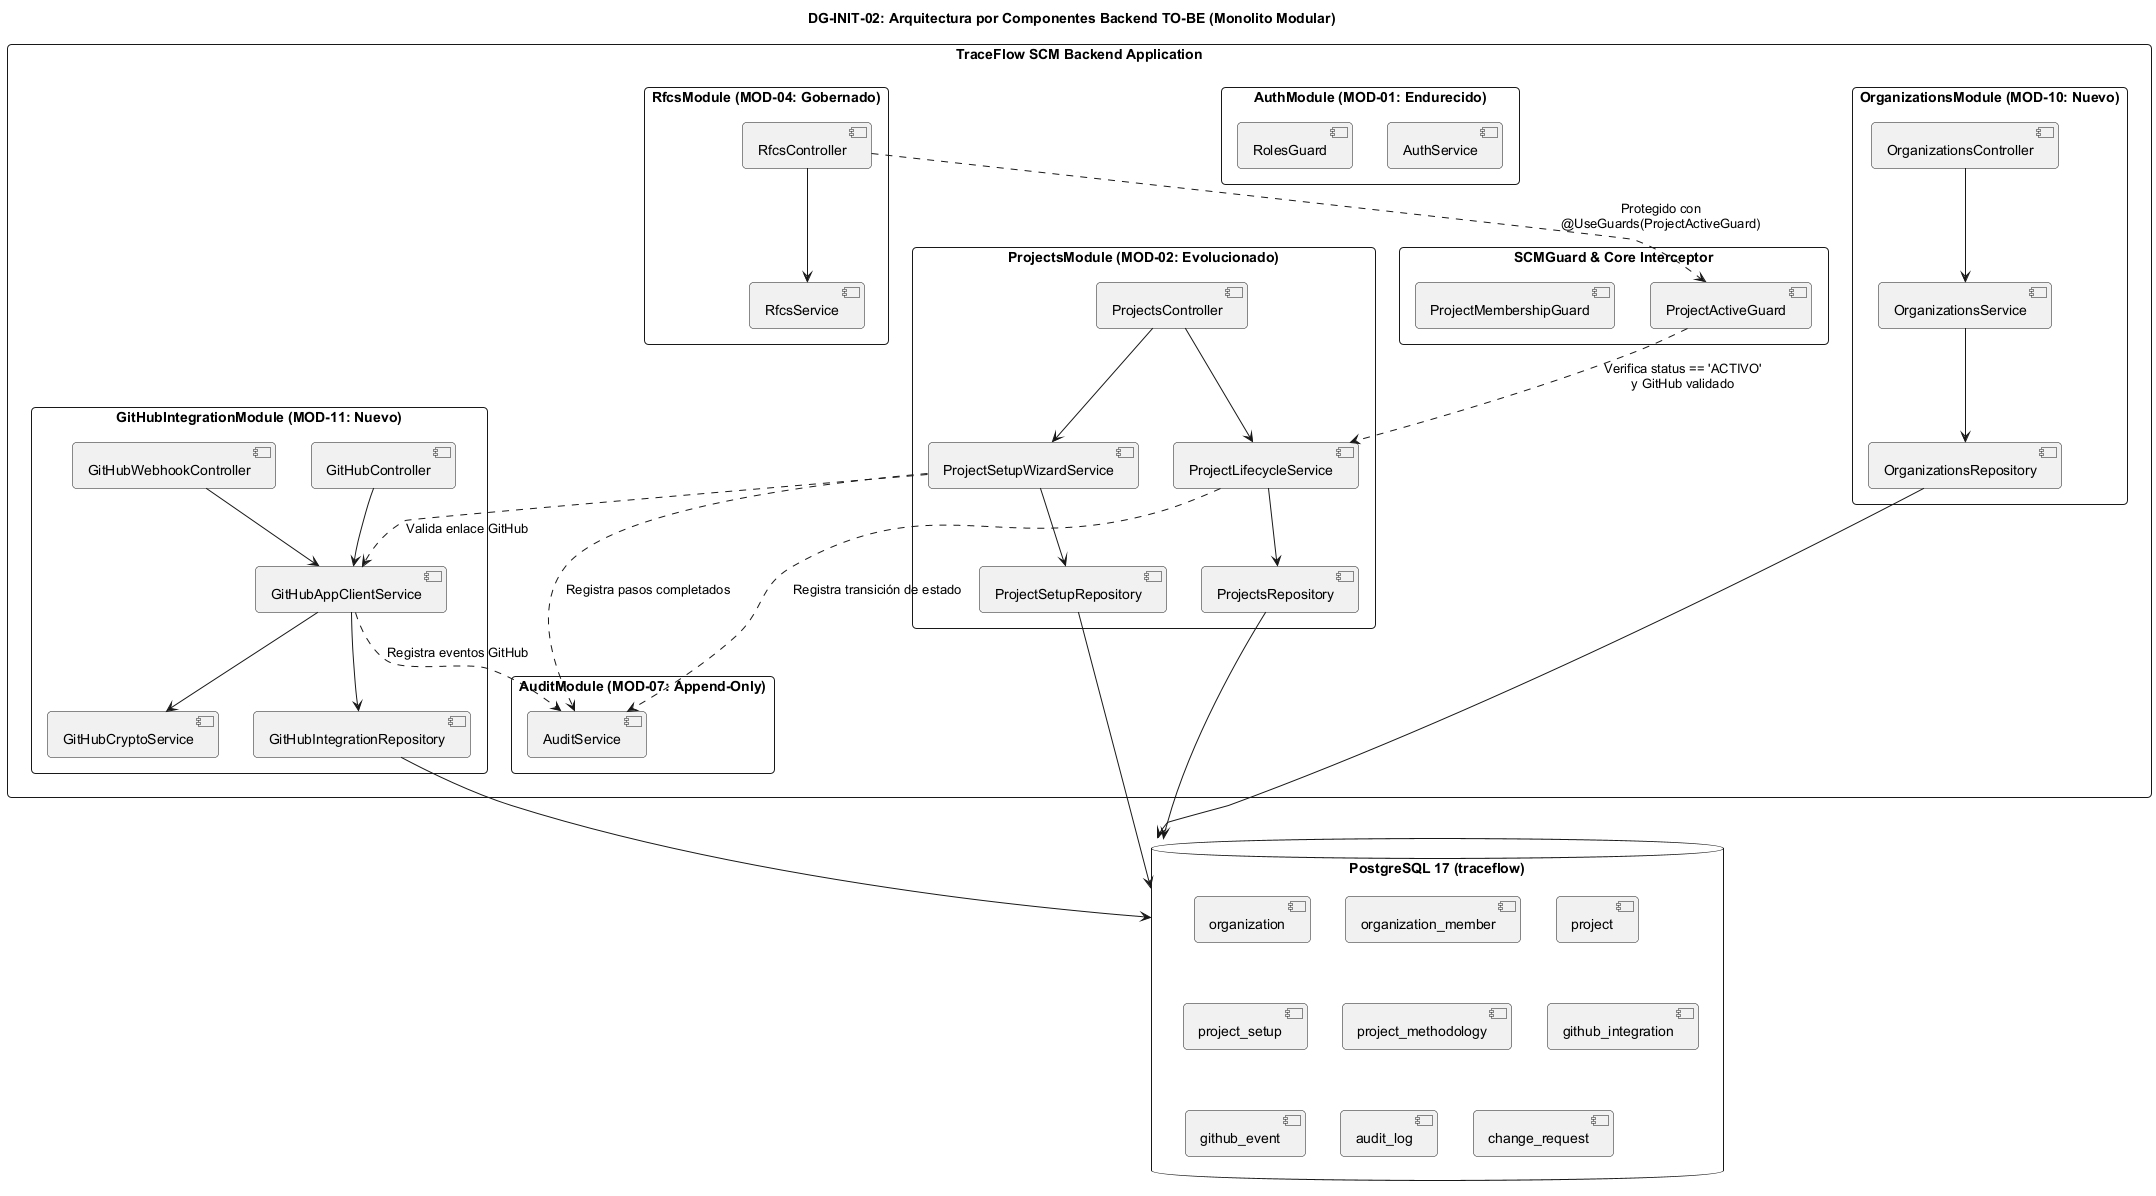 DG-INIT-02: Arquitectura por Componentes Backend TO-BE (Monolito Modular)
TraceFlow SCM Backend Application
RfcsModule (MOD-04: Gobernado)
RfcsController
RfcsService
AuthModule (MOD-01: Endurecido)
RolesGuard
AuthService
OrganizationsModule (MOD-10: Nuevo)
OrganizationsController
OrganizationsService
OrganizationsRepository
Protegido con
@UseGuards(ProjectActiveGuard)
ProjectsModule (MOD-02: Evolucionado)
ProjectsController
ProjectSetupWizardService
ProjectLifecycleService
ProjectSetupRepository
ProjectsRepository
SCMGuard & Core Interceptor
ProjectMembershipGuard
ProjectActiveGuard
Verifica status == 'ACTIVO'
y GitHub validado
GitHubIntegrationModule (MOD-11: Nuevo)
GitHubWebhookController
GitHubController
Valida enlace GitHub
GitHubAppClientService
Registra pasos completados
Registra transición de estado
Registra eventos GitHub
GitHubCryptoService
GitHubIntegrationRepository
AuditModule (MOD-07: Append-Only)
AuditService
PostgreSQL 17 (traceflow)
organization
organization_member
project
project_setup
project_methodology
github_integration
github_event
audit_log
change_request